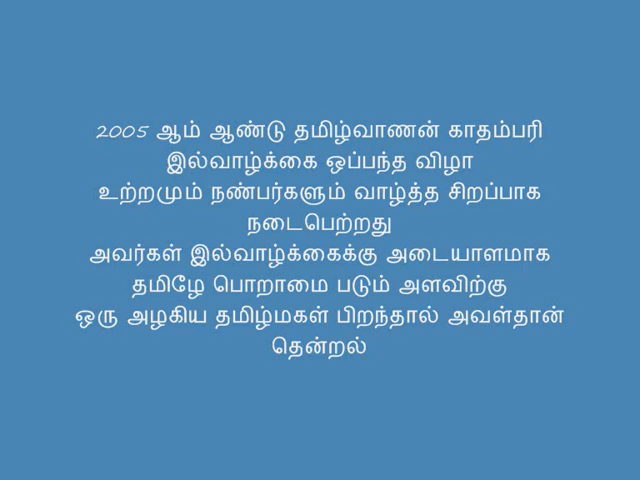 2005 ஆம் ஆண்டு தமிழ்வாணன் காதம்பரி
இல்வாழ்க்கை ஒப்பந்த விழா
உற்றமும் நண்பர்களும் வாழ்த்த சிறப்பாக
நடைபெற்றது
அவர்கள் இல்வாழ்க்கைக்கு அடையாளமாக
தமிழே பொறாமை படும் அளவிற்கு
ஒரு அழகிய தமிழ்மகள் பிறந்தால் அவள்தான்
தென்றல்